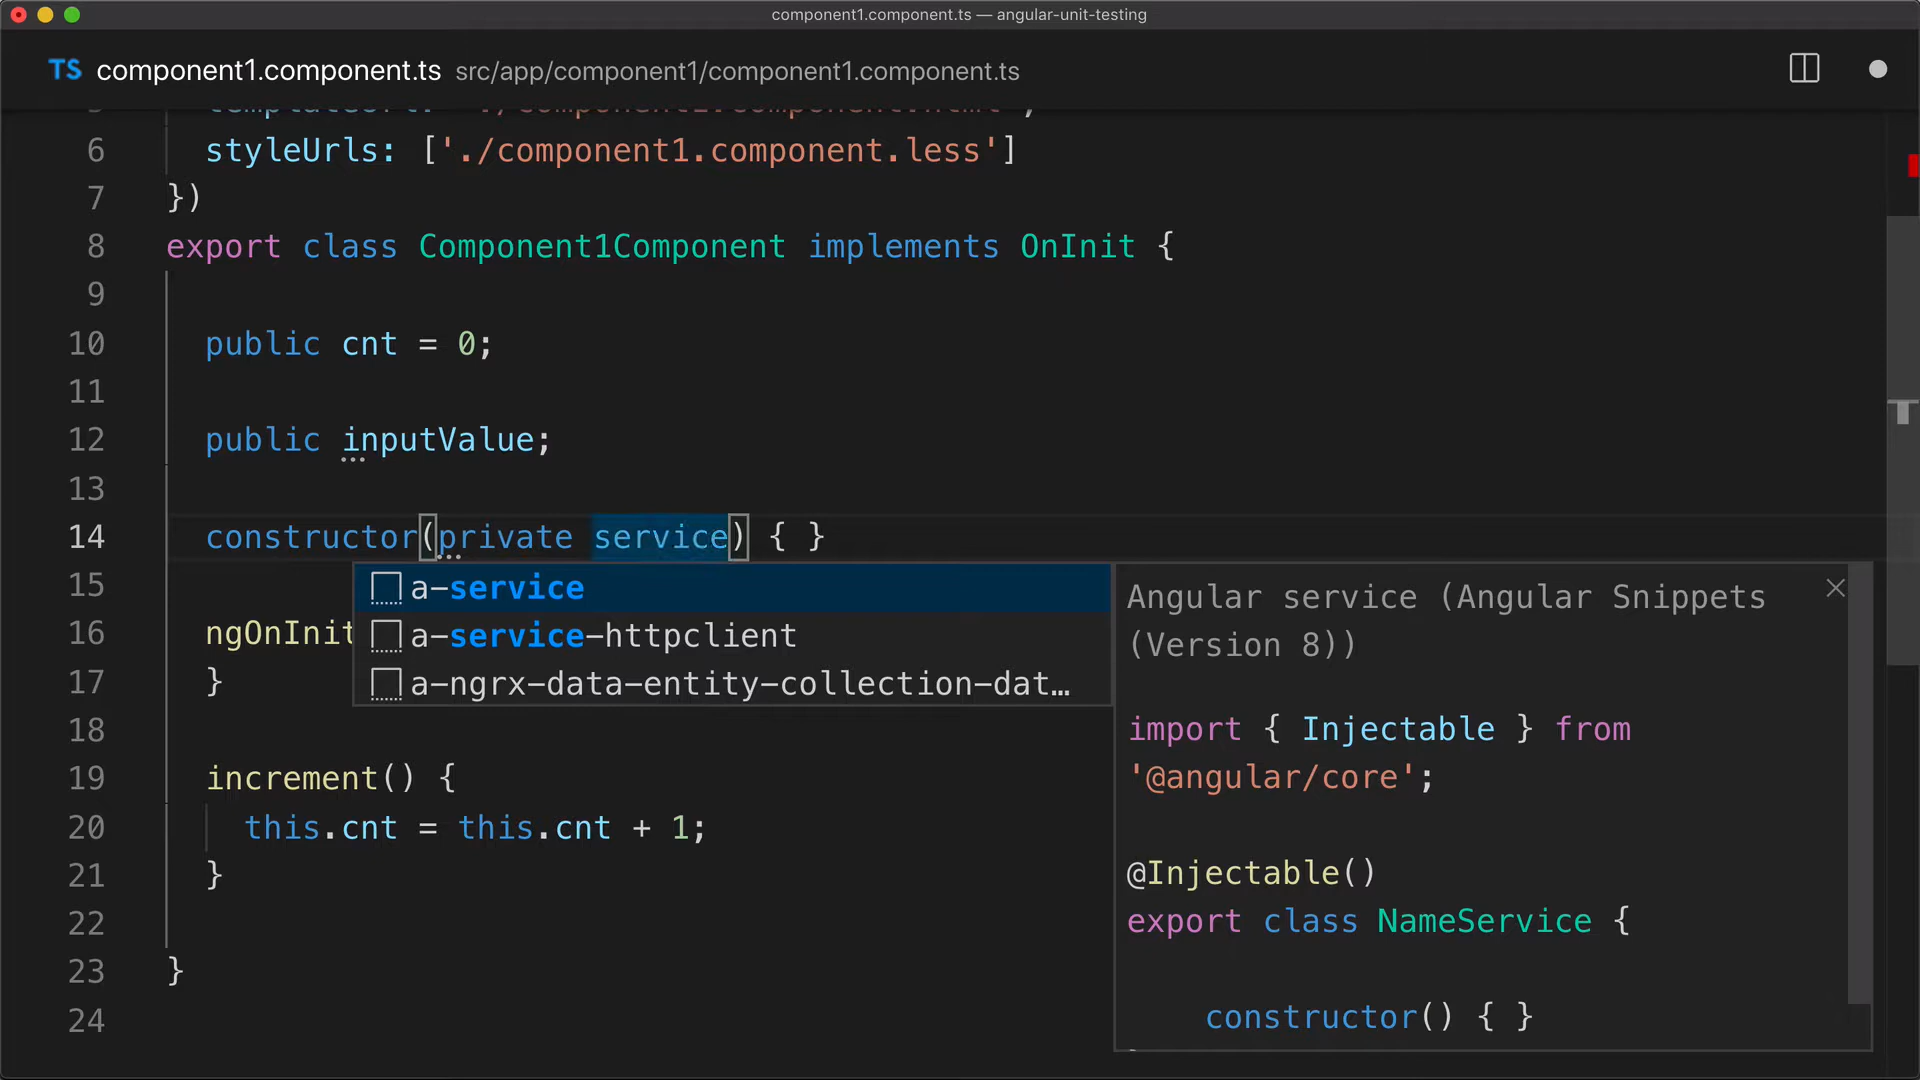 component1.component.ts — angular-unit-testing
TS component1.component.ts src/app/component1/component1.component.ts
6 styleUrls: ['./component1.component.less']
7 })
8 export class Component1Component implements OnInit {
9
10 public cnt = 0;
11
12 public inputValue;
13
14 constructor(private service) { }
15
16 ngOnInit
17 }
18
19 increment() {
20 this.cnt = this.cnt + 1;
21 }
22
23 }
24
a-service
a-service-httpclient
a-ngrx-data-entity-collection-dat…
Angular service (Angular Snippets
(Version 8))
import { Injectable } from
'@angular/core';
@Injectable()
export class NameService {
constructor() { }